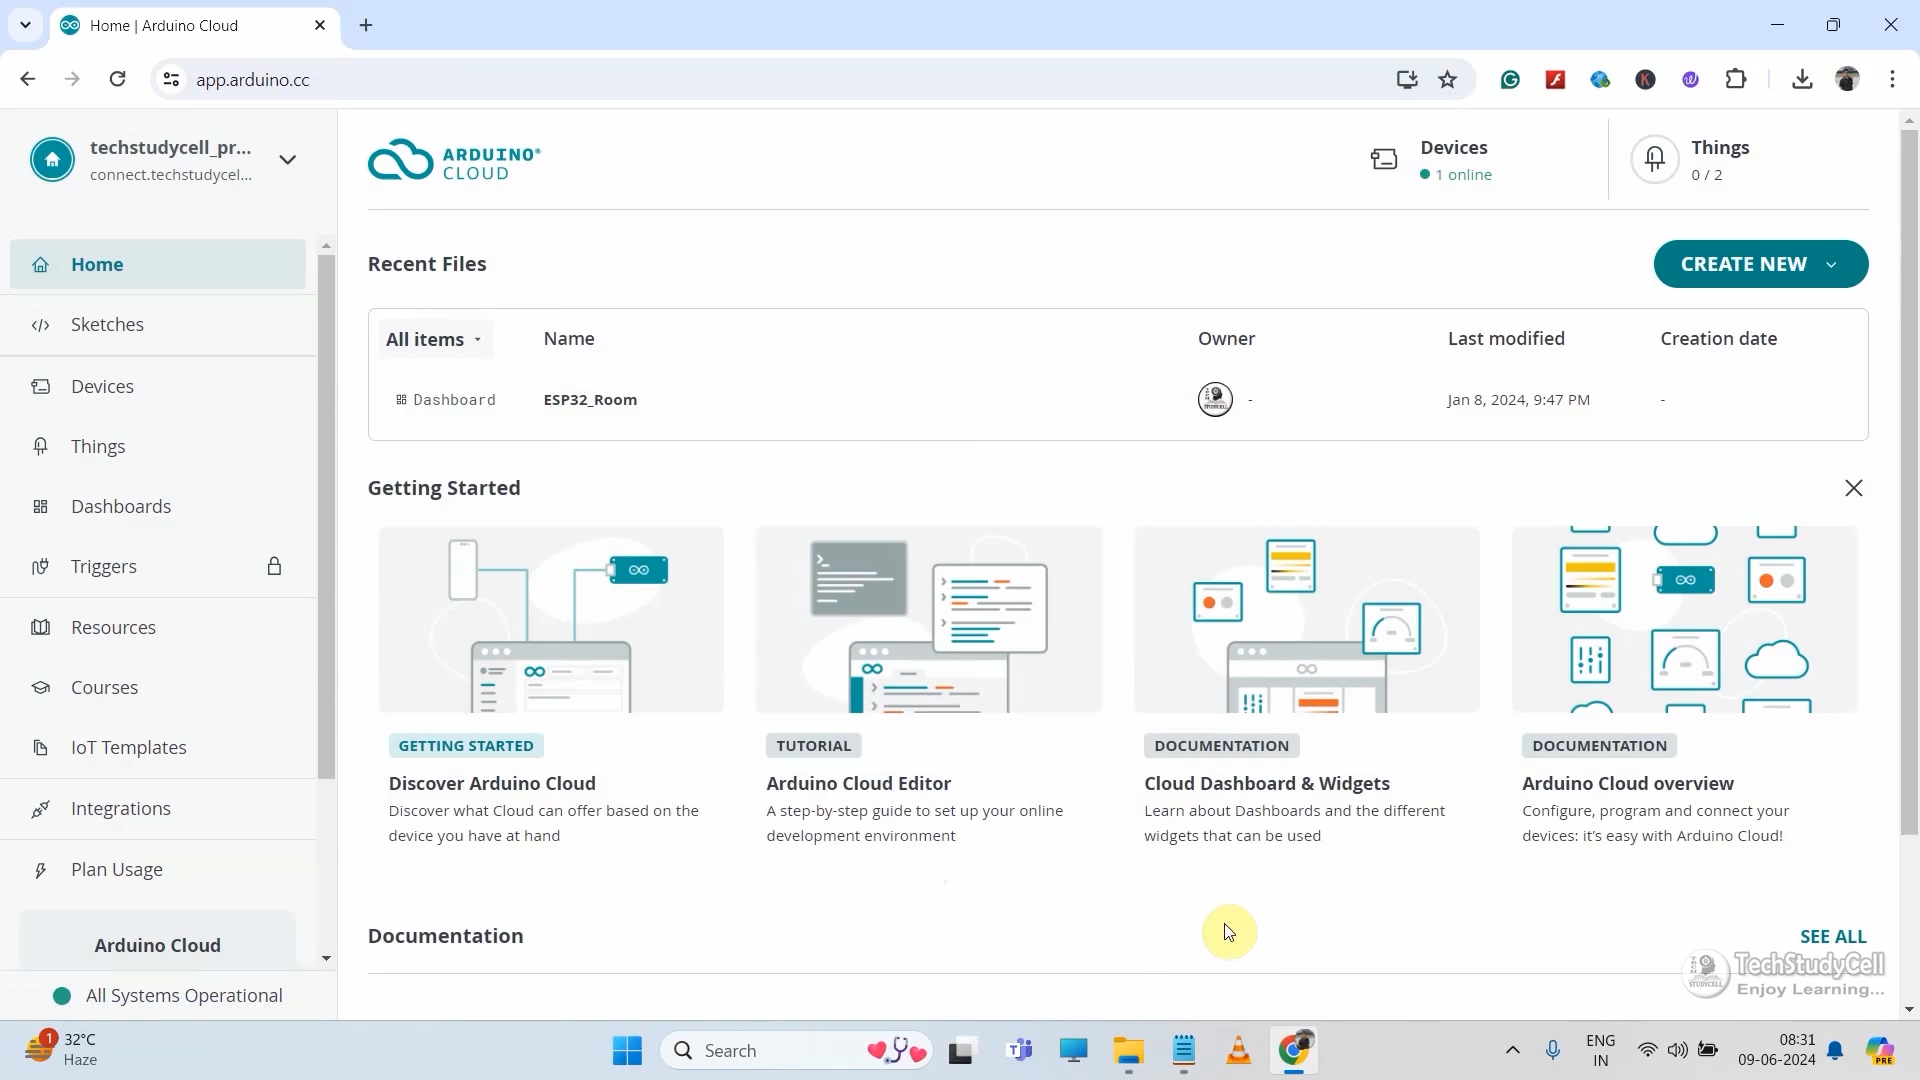 Home | Arduino Cloud
app.arduino.cc
techstudycell_pr...
connect.techstudycel...
ARDUINO
CLOUD
Devices
1 online
Things
0 / 2
Home
Sketches
Devices
Things
Dashboards
Triggers
Resources
Courses
IoT Templates
Integrations
Plan Usage
Arduino Cloud
All Systems Operational
Recent Files
CREATE NEW
All items Name Owner Last modified Creation date
Dashboard ESP32_Room - Jan 8, 2024, 9:47 PM -
Getting Started
GETTING STARTED
Discover Arduino Cloud
Discover what Cloud can offer based on the
device you have at hand
TUTORIAL
Arduino Cloud Editor
A step-by-step guide to set up your online
development environment
DOCUMENTATION
Cloud Dashboard & Widgets
Learn about Dashboards and the different
widgets that can be used
DOCUMENTATION
Arduino Cloud overview
Configure, program and connect your
devices: it's easy with Arduino Cloud!
Documentation
SEE ALL
TechStudyCell
Enjoy Learning...
1
32°C
Haze
Search
ENG
IN
08:31
09-06-2024
PRE